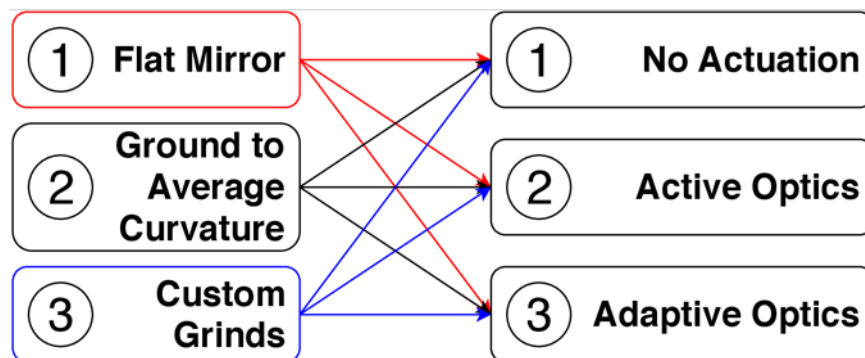 1 Flat Mirror
1 No Actuation
2 Ground to
Average
Curvature
2 Active Optics
3 Custom
Grinds
3 Adaptive Optics